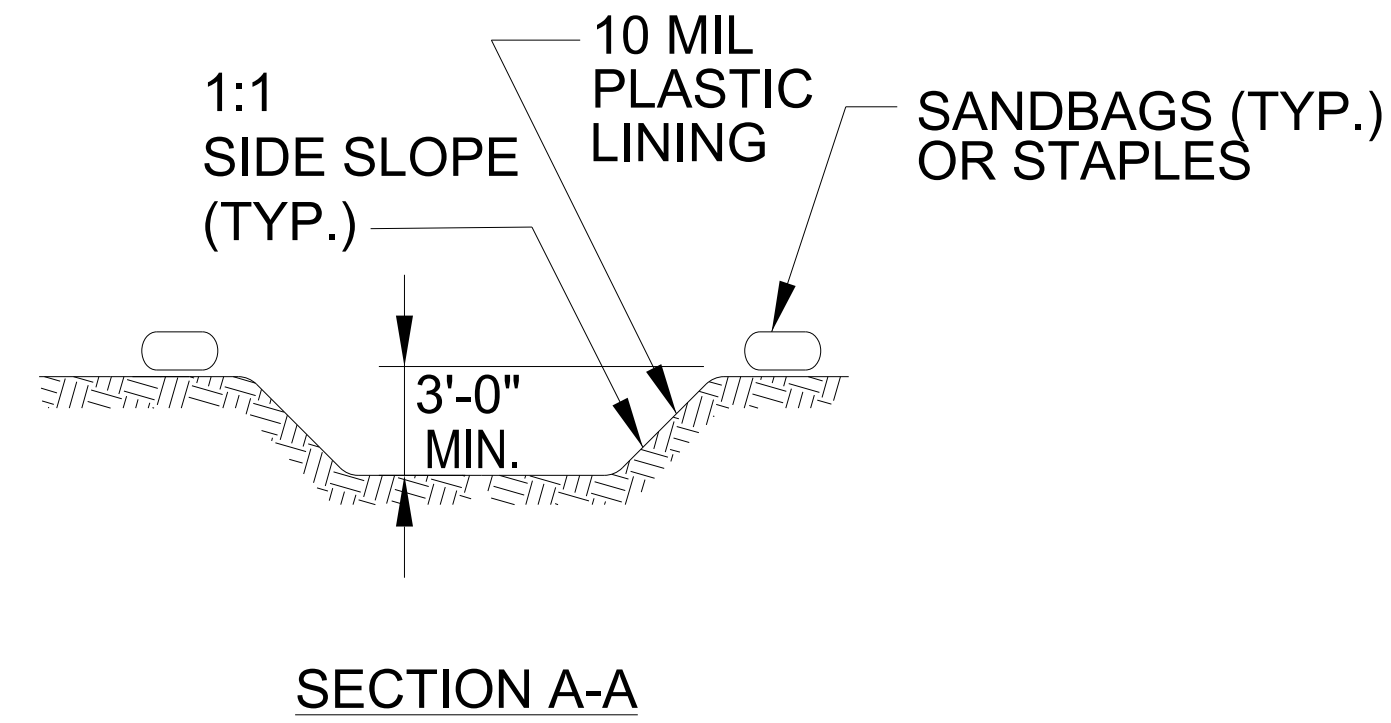 1:1
SIDE SLOPE
(TYP.)
10 MIL
PLASTIC
LINING
SANDBAGS (TYP.)
OR STAPLES
3'-0"
MIN.
SECTION A-A